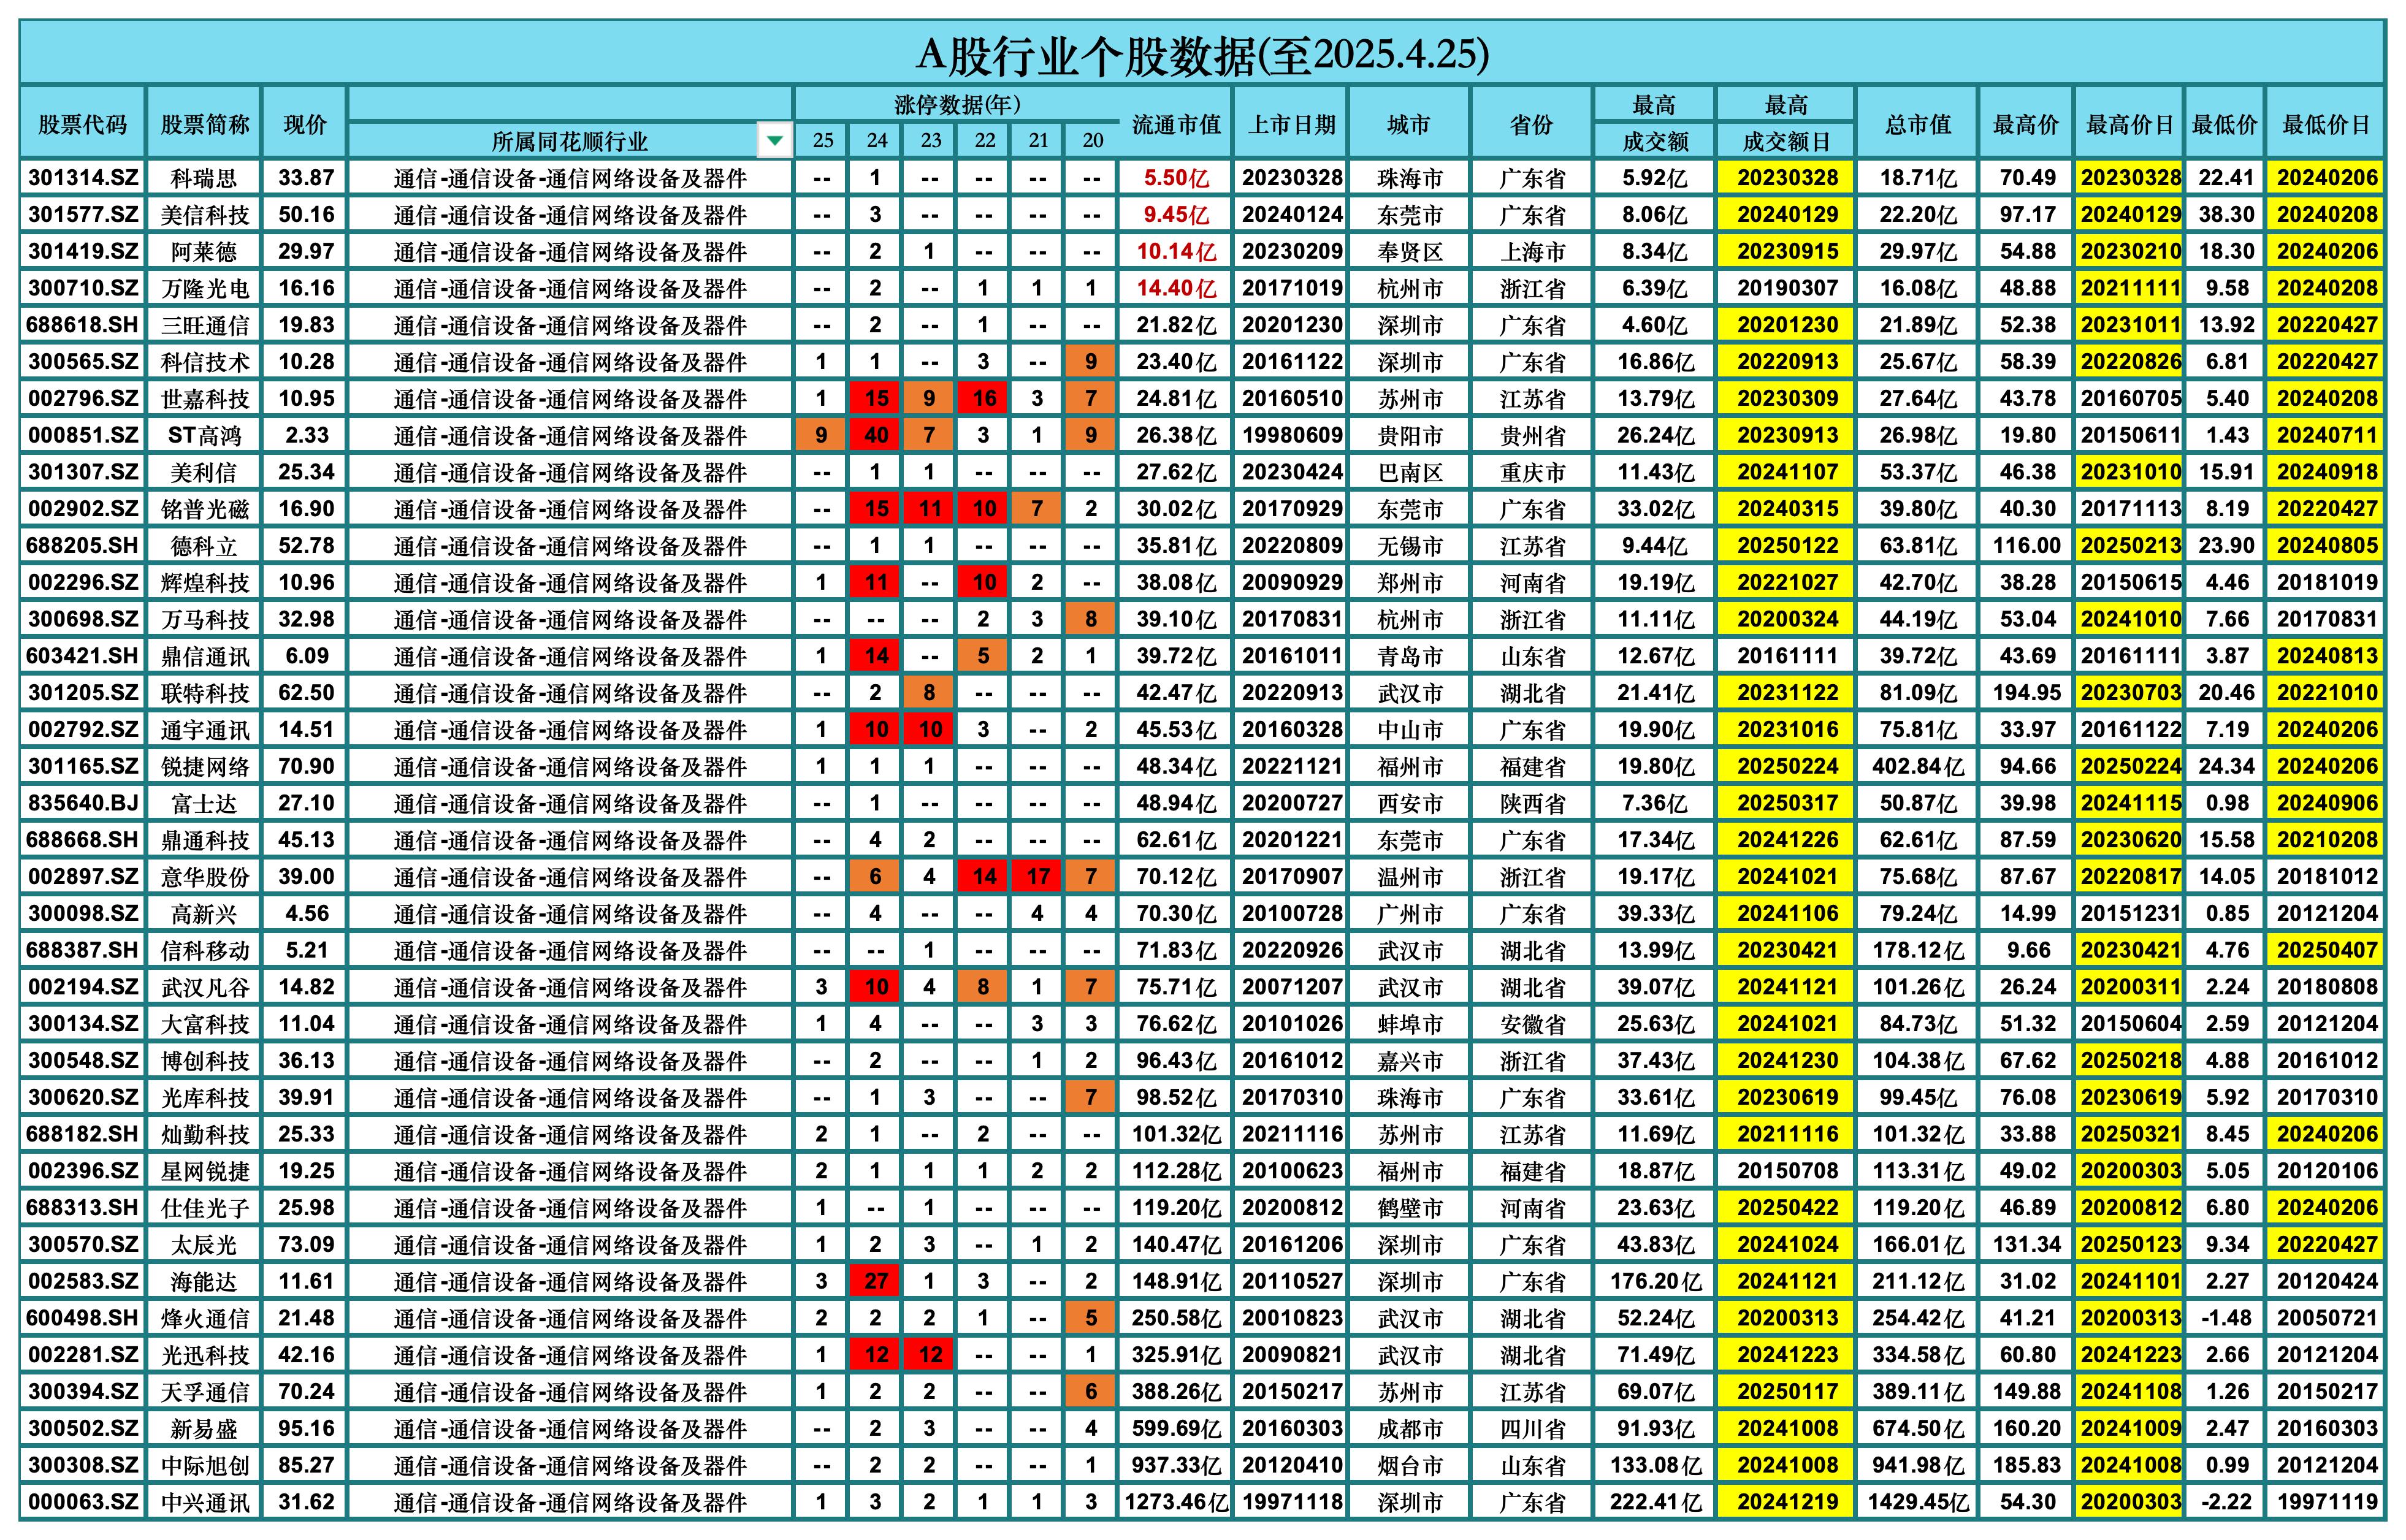 A股行业个股数据(至2025.4.25)
股票代码 股票简称 现价 所属同花顺行业 涨停数据(年) 25 24 23 22 21 20 流通市值 上市日期 城市 省份 最高成交额 最高成交额日 总市值 最高价 最高价日 最低价 最低价日
301314.SZ 科瑞思 33.87 通信-通信设备-通信网络设备及器件 -- 1 -- -- -- -- 5.50亿 20230328 珠海市 广东省 5.92亿 20230328 18.71亿 70.49 20230328 22.41 20240206
301577.SZ 美信科技 50.16 通信-通信设备-通信网络设备及器件 -- 3 -- -- -- -- 9.45亿 20240124 东莞市 广东省 8.06亿 20240129 22.20亿 97.17 20240129 38.30 20240208
301419.SZ 阿莱德 29.97 通信-通信设备-通信网络设备及器件 -- 2 1 -- -- -- 10.14亿 20230209 奉贤区 上海市 8.34亿 20230915 29.97亿 54.88 20230210 18.30 20240206
300710.SZ 万隆光电 16.16 通信-通信设备-通信网络设备及器件 -- 2 -- 1 1 1 14.40亿 20171019 杭州市 浙江省 6.39亿 20190307 16.08亿 48.88 20211111 9.58 20240208
688618.SH 三旺通信 19.83 通信-通信设备-通信网络设备及器件 -- 2 -- 1 -- -- 21.82亿 20201230 深圳市 广东省 4.60亿 20201230 21.89亿 52.38 20231011 13.92 20220427
300565.SZ 科信技术 10.28 通信-通信设备-通信网络设备及器件 1 1 -- 3 -- 9 23.40亿 20161122 深圳市 广东省 16.86亿 20220913 25.67亿 58.39 20220826 6.81 20220427
002796.SZ 世嘉科技 10.95 通信-通信设备-通信网络设备及器件 1 15 9 16 3 7 24.81亿 20160510 苏州市 江苏省 13.79亿 20230309 27.64亿 43.78 20160705 5.40 20240208
000851.SZ ST高鸿 2.33 通信-通信设备-通信网络设备及器件 9 40 7 3 1 9 26.38亿 19980609 贵阳市 贵州省 26.24亿 20230913 26.98亿 19.80 20150611 1.43 20240711
301307.SZ 美利信 25.34 通信-通信设备-通信网络设备及器件 -- 1 1 -- -- -- 27.62亿 20230424 巴南区 重庆市 11.43亿 20241107 53.37亿 46.38 20231010 15.91 20240918
002902.SZ 铭普光磁 16.90 通信-通信设备-通信网络设备及器件 -- 15 11 10 7 2 30.02亿 20170929 东莞市 广东省 33.02亿 20240315 39.80亿 40.30 20171113 8.19 20220427
688205.SH 德科立 52.78 通信-通信设备-通信网络设备及器件 -- 1 1 -- -- -- 35.81亿 20220809 无锡市 江苏省 9.44亿 20250122 63.81亿 116.00 20250213 23.90 20240805
002296.SZ 辉煌科技 10.96 通信-通信设备-通信网络设备及器件 1 11 -- 10 2 -- 38.08亿 20090929 郑州市 河南省 19.19亿 20221027 42.70亿 38.28 20150615 4.46 20181019
300698.SZ 万马科技 32.98 通信-通信设备-通信网络设备及器件 -- -- -- 2 3 8 39.10亿 20170831 杭州市 浙江省 11.11亿 20200324 44.19亿 53.04 20241010 7.66 20170831
603421.SH 鼎信通讯 6.09 通信-通信设备-通信网络设备及器件 1 14 -- 5 2 1 39.72亿 20161011 青岛市 山东省 12.67亿 20161111 39.72亿 43.69 20161111 3.87 20240813
301205.SZ 联特科技 62.50 通信-通信设备-通信网络设备及器件 -- 2 8 -- -- -- 42.47亿 20220913 武汉市 湖北省 21.41亿 20231122 81.09亿 194.95 20230703 20.46 20221010
002792.SZ 通宇通讯 14.51 通信-通信设备-通信网络设备及器件 1 10 10 3 -- 2 45.53亿 20160328 中山市 广东省 19.90亿 20231016 75.81亿 33.97 20161122 7.19 20240206
301165.SZ 锐捷网络 70.90 通信-通信设备-通信网络设备及器件 1 1 1 -- -- -- 48.34亿 20221121 福州市 福建省 19.80亿 20250224 402.84亿 94.66 20250224 24.34 20240206
835640.BJ 富士达 27.10 通信-通信设备-通信网络设备及器件 -- 1 -- -- -- -- 48.94亿 20200727 西安市 陕西省 7.36亿 20250317 50.87亿 39.98 20241115 0.98 20240906
688668.SH 鼎通科技 45.13 通信-通信设备-通信网络设备及器件 -- 4 2 -- -- -- 62.61亿 20201221 东莞市 广东省 17.34亿 20241226 62.61亿 87.59 20230620 15.58 20210208
002897.SZ 意华股份 39.00 通信-通信设备-通信网络设备及器件 -- 6 4 14 17 7 70.12亿 20170907 温州市 浙江省 19.17亿 20241021 75.68亿 87.67 20220817 14.05 20181012
300098.SZ 高新兴 4.56 通信-通信设备-通信网络设备及器件 -- 4 -- -- 4 4 70.30亿 20100728 广州市 广东省 39.33亿 20241106 79.24亿 14.99 20151231 0.85 20121204
688387.SH 信科移动 5.21 通信-通信设备-通信网络设备及器件 -- -- 1 -- -- -- 71.83亿 20220926 武汉市 湖北省 13.99亿 20230421 178.12亿 9.66 20230421 4.76 20250407
002194.SZ 武汉凡谷 14.82 通信-通信设备-通信网络设备及器件 3 10 4 8 1 7 75.71亿 20071207 武汉市 湖北省 39.07亿 20241121 101.26亿 26.24 20200311 2.24 20180808
300134.SZ 大富科技 11.04 通信-通信设备-通信网络设备及器件 1 4 -- -- 3 3 76.62亿 20101026 蚌埠市 安徽省 25.63亿 20241021 84.73亿 51.32 20150604 2.59 20121204
300548.SZ 博创科技 36.13 通信-通信设备-通信网络设备及器件 -- 2 -- -- 1 2 96.43亿 20161012 嘉兴市 浙江省 37.43亿 20241230 104.38亿 67.62 20250218 4.88 20161012
300620.SZ 光库科技 39.91 通信-通信设备-通信网络设备及器件 -- 1 3 -- -- 7 98.52亿 20170310 珠海市 广东省 33.61亿 20230619 99.45亿 76.08 20230619 5.92 20170310
688182.SH 灿勤科技 25.33 通信-通信设备-通信网络设备及器件 2 1 -- 2 -- -- 101.32亿 20211116 苏州市 江苏省 11.69亿 20211116 101.32亿 33.88 20250321 8.45 20240206
002396.SZ 星网锐捷 19.25 通信-通信设备-通信网络设备及器件 2 1 1 1 2 2 112.28亿 20100623 福州市 福建省 18.87亿 20150708 113.31亿 49.02 20200303 5.05 20120106
688313.SH 仕佳光子 25.98 通信-通信设备-通信网络设备及器件 1 -- 1 -- -- -- 119.20亿 20200812 鹤壁市 河南省 23.63亿 20250422 119.20亿 46.89 20200812 6.80 20240206
300570.SZ 太辰光 73.09 通信-通信设备-通信网络设备及器件 1 2 3 -- 1 2 140.47亿 20161206 深圳市 广东省 43.83亿 20241024 166.01亿 131.34 20250123 9.34 20220427
002583.SZ 海能达 11.61 通信-通信设备-通信网络设备及器件 3 27 1 3 -- 2 148.91亿 20110527 深圳市 广东省 176.20亿 20241121 211.12亿 31.02 20241101 2.27 20120424
600498.SH 烽火通信 21.48 通信-通信设备-通信网络设备及器件 2 2 2 1 -- 5 250.58亿 20010823 武汉市 湖北省 52.24亿 20200313 254.42亿 41.21 20200313 -1.48 20050721
002281.SZ 光迅科技 42.16 通信-通信设备-通信网络设备及器件 1 12 12 -- -- 1 325.91亿 20090821 武汉市 湖北省 71.49亿 20241223 334.58亿 60.80 20241223 2.66 20121204
300394.SZ 天孚通信 70.24 通信-通信设备-通信网络设备及器件 1 2 2 -- -- 6 388.26亿 20150217 苏州市 江苏省 69.07亿 20250117 389.11亿 149.88 20241108 1.26 20150217
300502.SZ 新易盛 95.16 通信-通信设备-通信网络设备及器件 -- 2 3 -- -- 4 599.69亿 20160303 成都市 四川省 91.93亿 20241008 674.50亿 160.20 20241009 2.47 20160303
300308.SZ 中际旭创 85.27 通信-通信设备-通信网络设备及器件 -- 2 2 -- -- 1 937.33亿 20120410 烟台市 山东省 133.08亿 20241008 941.98亿 185.83 20241008 0.99 20121204
000063.SZ 中兴通讯 31.62 通信-通信设备-通信网络设备及器件 1 3 2 1 1 3 1273.46亿 19971118 深圳市 广东省 222.41亿 20241219 1429.45亿 54.30 20200303 -2.22 19971119